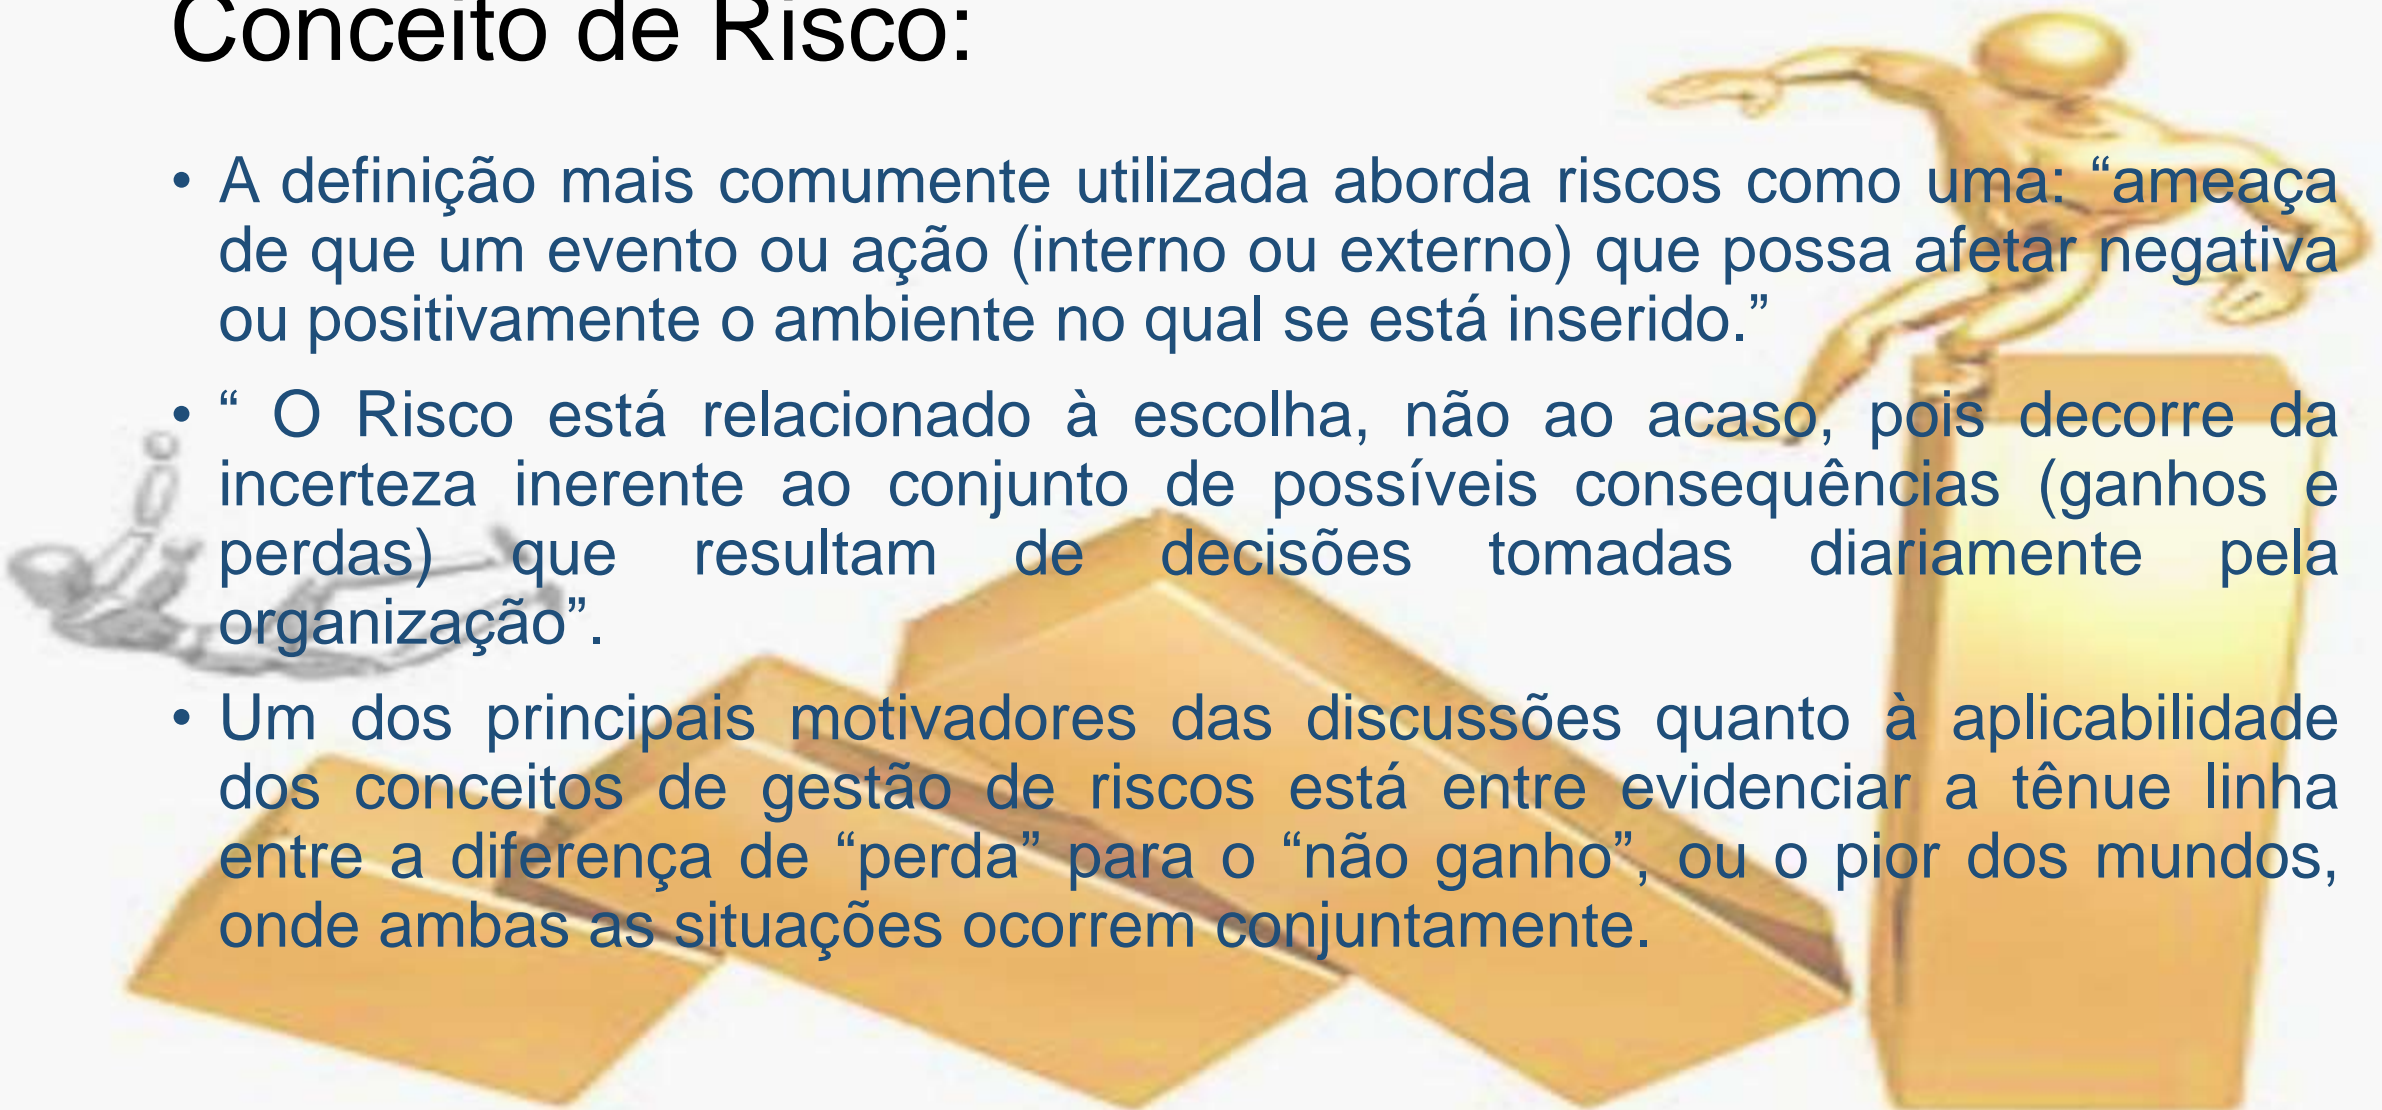 Conceito de Risco:
• A definição mais comumente utilizada aborda riscos como uma: “ameaça
de que um evento ou ação (interno ou externo) que possa afetar negativa
ou positivamente o ambiente no qual se está inserido.”
• “ O Risco está relacionado à escolha, não ao acaso, pois decorre da
incerteza inerente ao conjunto de possíveis consequências (ganhos e
perdas) que resultam de decisões tomadas diariamente pela
organização”.
• Um dos principais motivadores das discussões quanto à aplicabilidade
dos conceitos de gestão de riscos está entre evidenciar a tênue linha
entre a diferença de “perda” para o “não ganho”, ou o pior dos mundos,
onde ambas as situações ocorrem conjuntamente.